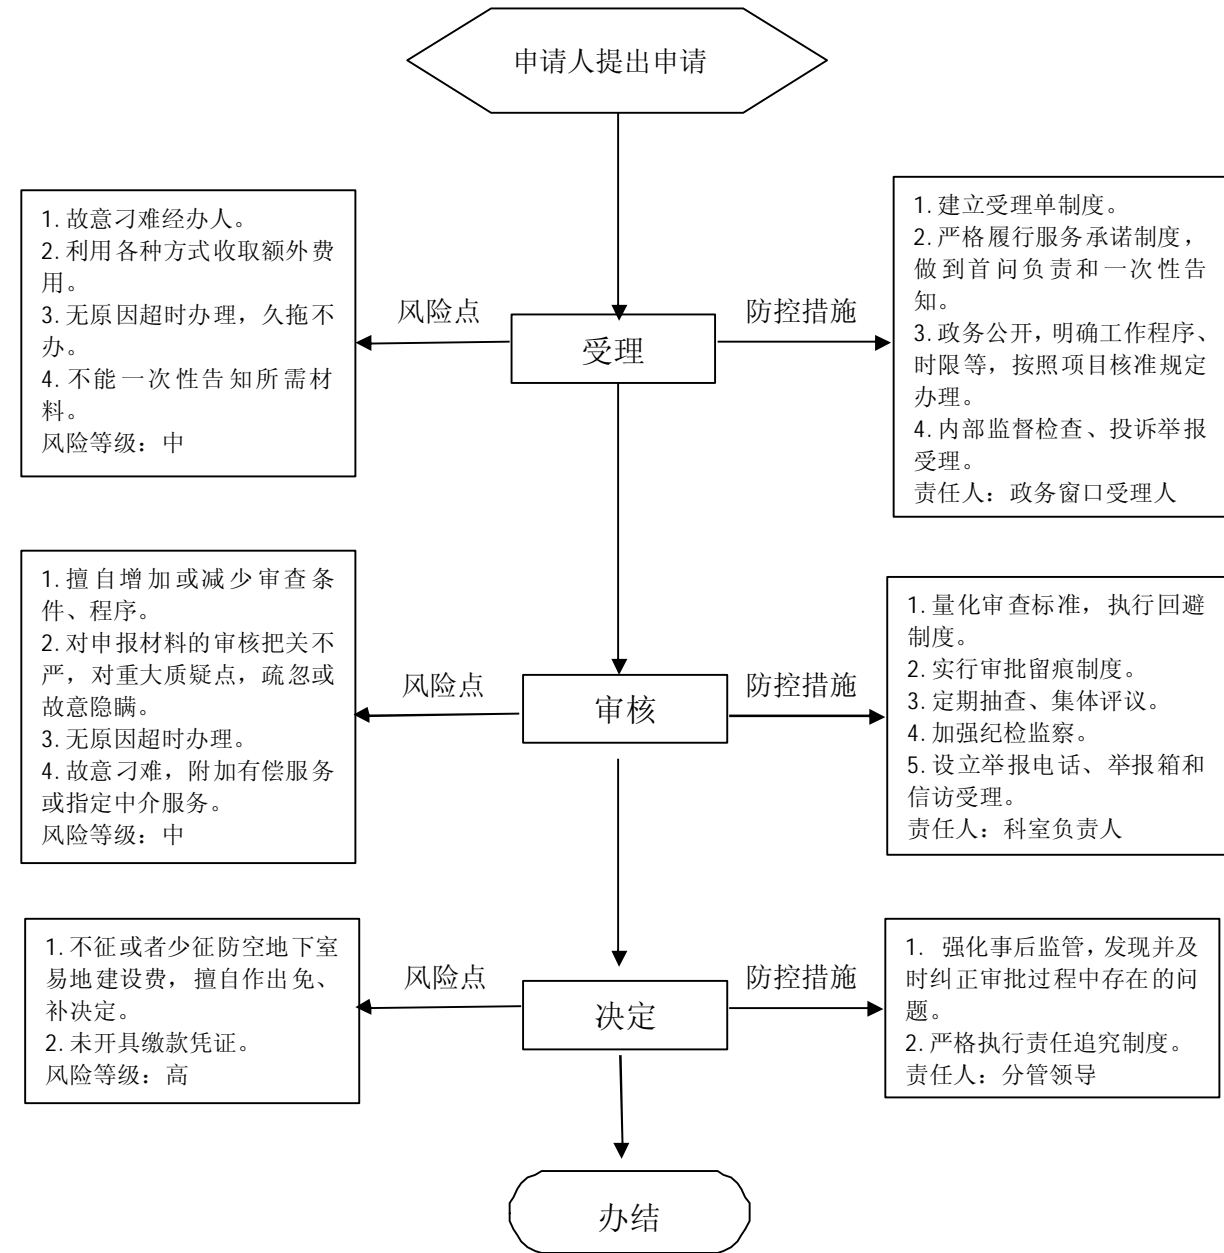 申请人提出申请
1.故意刁难经办人。
2.利用各种方式收取额外费
用。
3.无原因超时办理，久拖不
办。
4.不能一次性告知所需材
料。
风险等级：中
风险点
受理
防控措施
1.建立受理单制度。
2.严格履行服务承诺制度，
做到首问负责和一次性告
知。
3.政务公开，明确工作程序、
时限等，按照项目核准规定
办理。
4.内部监督检查、投诉举报
受理。
责任人：政务窗口受理人
1.擅自增加或减少审查条
件、程序。
2.对申报材料的审核把关不
严，对重大质疑点，疏忽或
故意隐瞒。
3.无原因超时办理。
4.故意刁难，附加有偿服务
或指定中介服务。
风险等级：中
风险点
审核
防控措施
1.量化审查标准，执行回避
制度。
2.实行审批留痕制度。
3.定期抽查、集体评议。
4.加强纪检监察。
5.设立举报电话、举报箱和
信访受理。
责任人：科室负责人
1.不征或者少征防空地下室
易地建设费，擅自作出免、
补决定。
2.未开具缴款凭证。
风险等级：高
风险点
决定
防控措施
1. 强化事后监管，发现并及
时纠正审批过程中存在的问
题。
2.严格执行责任追究制度。
责任人：分管领导
办结